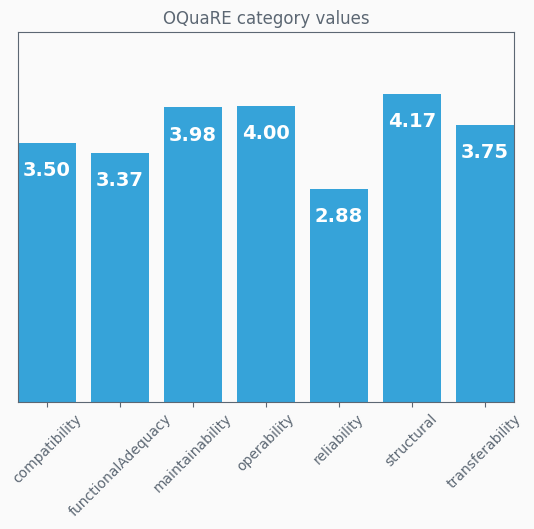 OQuaRE category values
3.50
3.37
3.98
4.00
2.88
4.17
3.75
compatibility
functionalAdequacy
maintainability
operability
reliability
structural
transferability